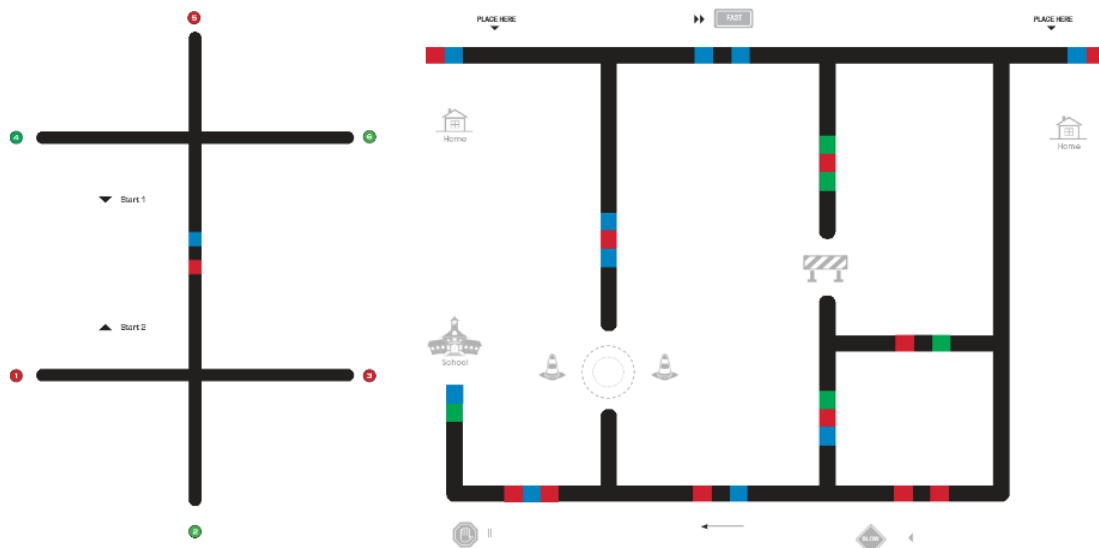 5
4
6
Start 1
Start 2
1
3
2
PLACE HERE
FAST
PLACE HERE
Home
Home
School
SLOW